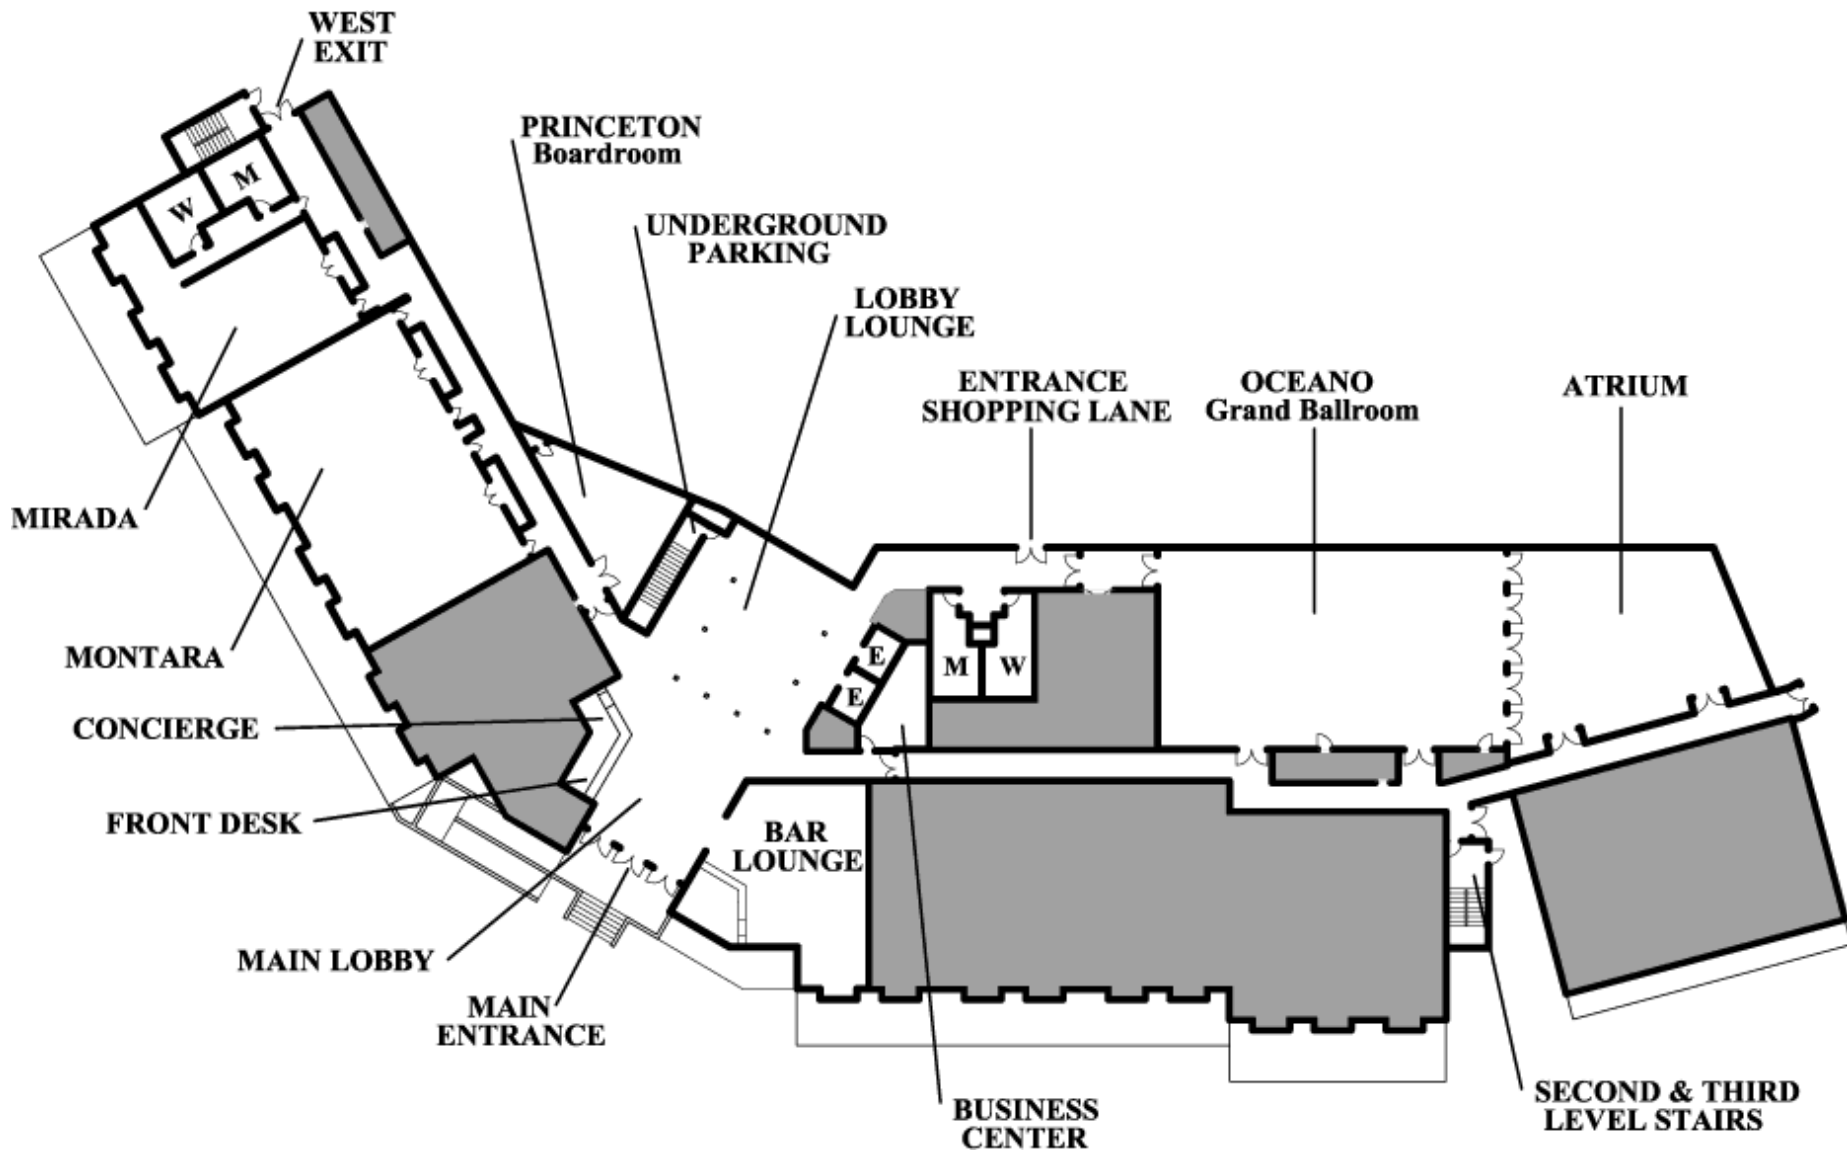 WEST
EXIT
PRINCETON
Boardroom
UNDERGROUND
PARKING
LOBBY
LOUNGE
ENTRANCE
SHOPPING LANE
OCEANO
Grand Ballroom
ATRIUM
M
W
MIRADA
MONTARA
CONCIERGE
FRONT DESK
MAIN LOBBY
MAIN
ENTRANCE
E
E
M
W
BAR
LOUNGE
BUSINESS
CENTER
SECOND & THIRD
LEVEL STAIRS